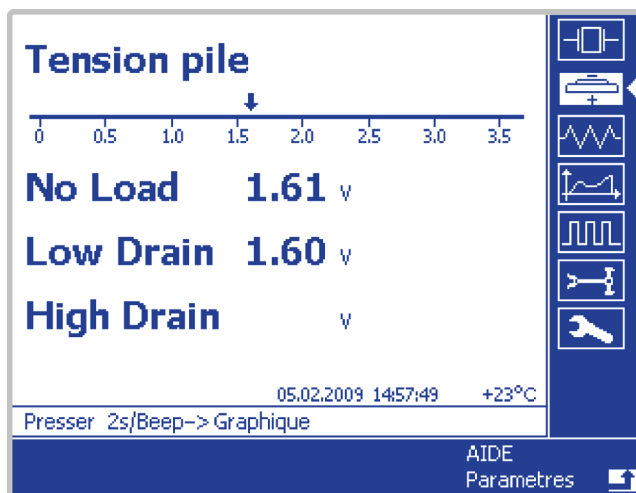 Tension pile
0 0.5 1.0 1.5 2.0 2.5 3.0 3.5
No Load 1.61 v
Low Drain 1.60 v
High Drain v
05.02.2009 14:57:49 +23°C
Presser 2s/Beep-> Graphique
AIDE
Parametres